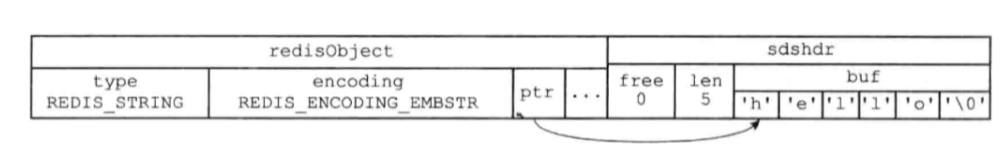 redisObject sdshdr
type encoding ptr ... free len buf
REDIS_STRING REDIS_ENCODING_EMBSTR 0 5 'h' 'e' 'l' 'l' 'o' '\0'